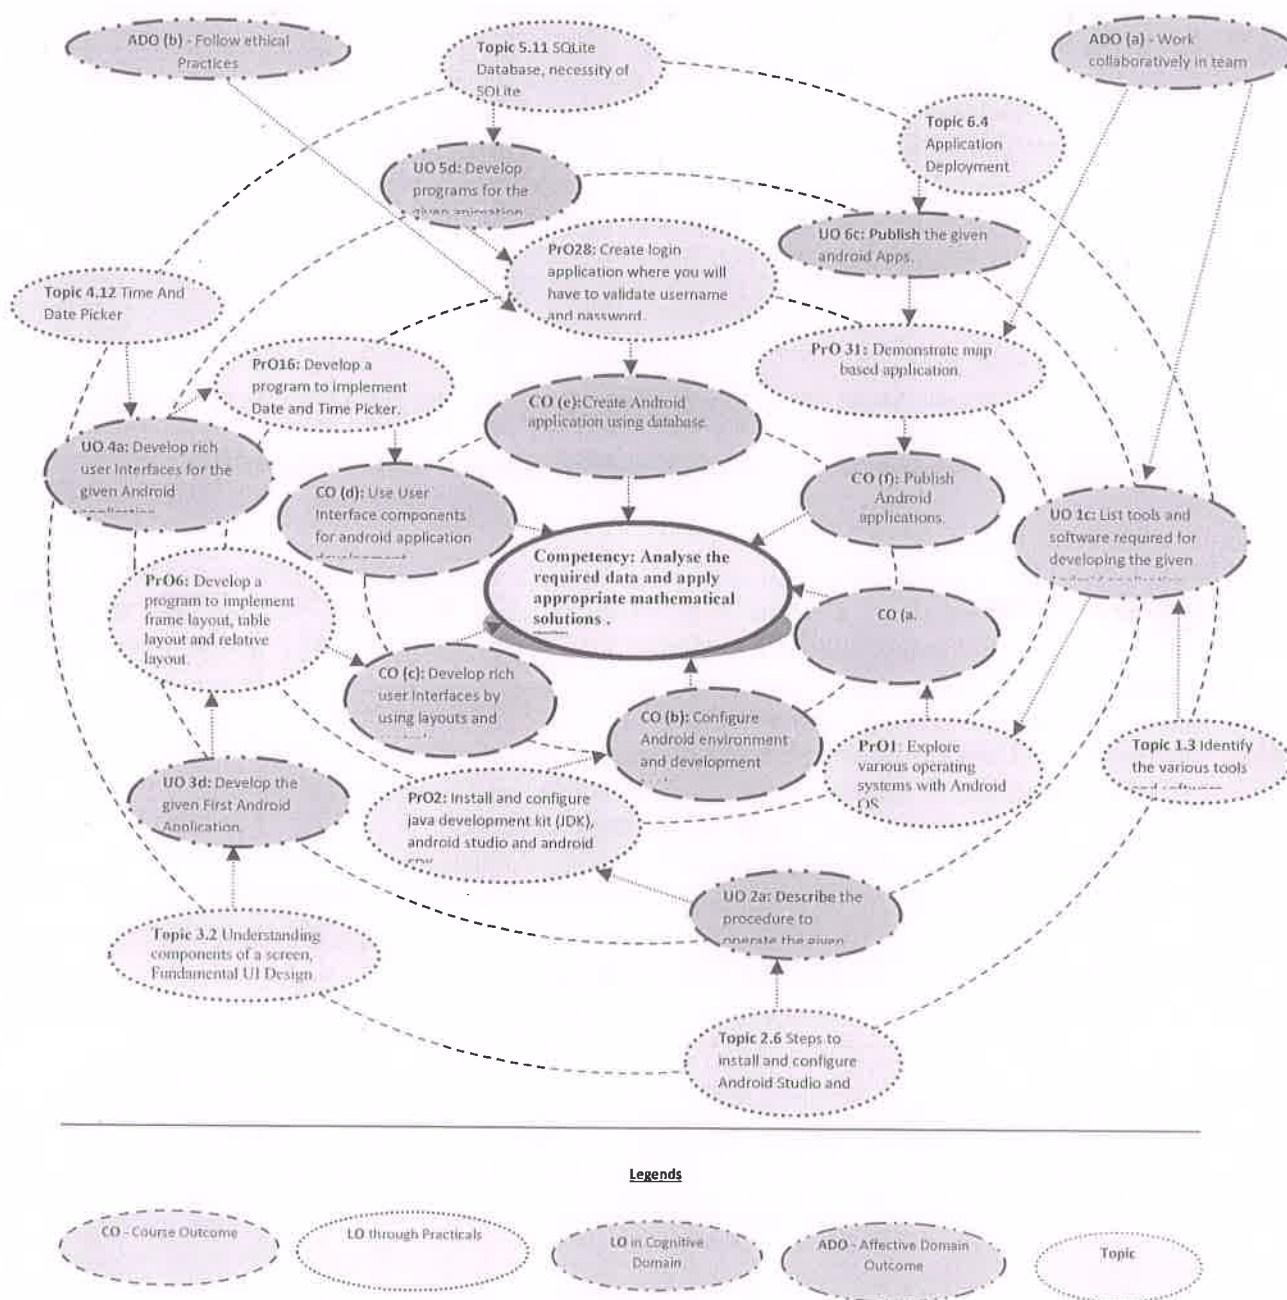 ADO (b) - Follow ethical
Practices
Topic 5.11 SQLite
Database, necessity of
SQLite
ADO (a) - Work
collaboratively in team
Topic 6.4
Application
Deployment
UO 5d: Develop
programs for the
given animation
UO 6c: Publish the given
android Apps.
PrO28: Create login
application where you will
have to validate username
and password.
Topic 4.12 Time And
Date Picker
PrO16: Develop a
program to implement
Date and Time Picker.
PrO 31: Demonstrate map
based application.
CO (e):Create Android
application using database.
UO 4a: Develop rich
user Interfaces for the
given Android
application
CO (d): Use User
Interface components
for android application
development
CO (f): Publish
Android
applications.
UO 1c: List tools and
software required for
developing the given
Android application
Competency: Analyse the
required data and apply
appropriate mathematical
solutions .
PrO6: Develop a
program to implement
frame layout, table
layout and relative
layout.
CO (a.
CO (c): Develop rich
user Interfaces by
using layouts and
CO (b): Configure
Android environment
and development
PrO1: Explore
various operating
systems with Android
OS
Topic 1.3 Identify
the various tools
and software
UO 3d: Develop the
given First Android
Application.
PrO2: Install and configure
java development kit (JDK),
android studio and android
UO 2a: Describe the
procedure to
operate the given
Topic 3.2 Understanding
components of a screen,
Fundamental UI Design
Topic 2.6 Steps to
install and configure
Android Studio and
Legends
CO - Course Outcome
LO through Practicals
LO in Cognitive
Domain
ADO - Affective Domain
Outcome
Topic